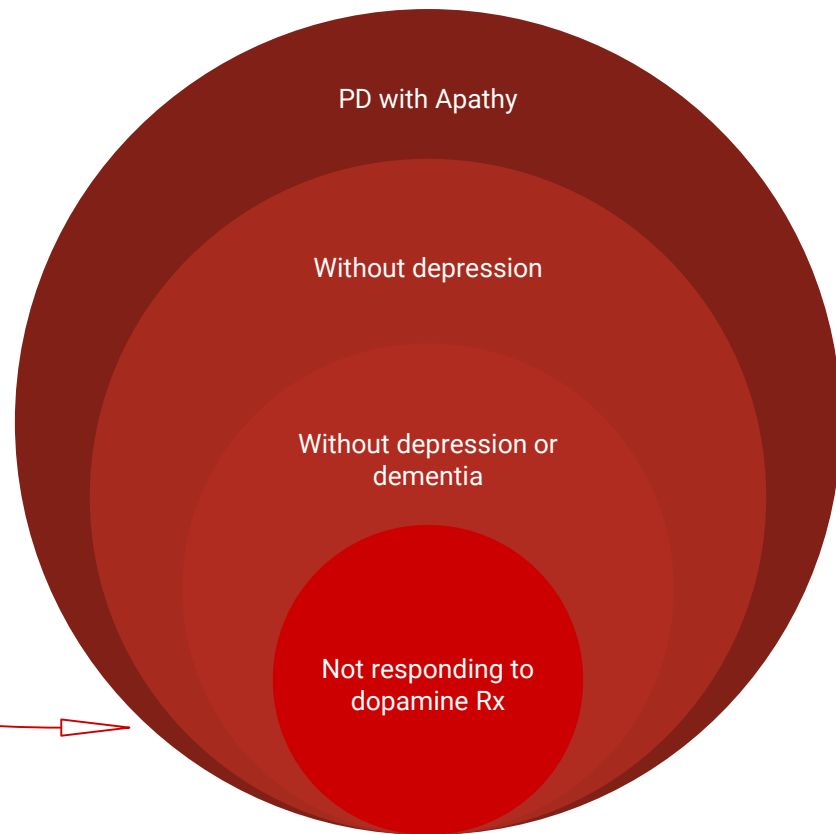 PD with Apathy
Without depression
Without depression or
dementia
Not responding to
dopamine Rx